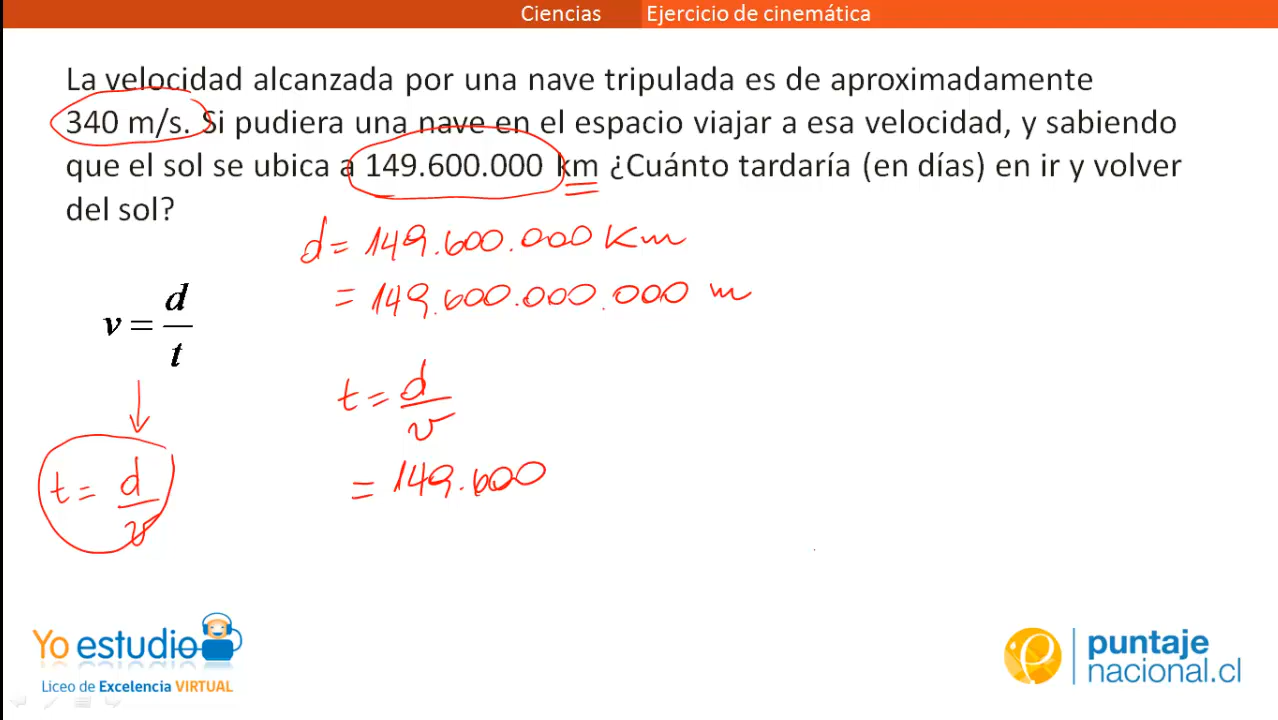 Ciencias Ejercicio de cinemática
La velocidad alcanzada por una nave tripulada es de aproximadamente
340 m/s. Si pudiera una nave en el espacio viajar a esa velocidad, y sabiendo
que el sol se ubica a 149.600.000 km ¿Cuánto tardaría (en días) en ir y volver
del sol?
d = 149.600.000 Km
= 149.600.000.000 m
v = d/t
t = d/v
= 149.600
t = d/v
Yo estudio
Liceo de Excelencia VIRTUAL
puntaje
nacional.cl